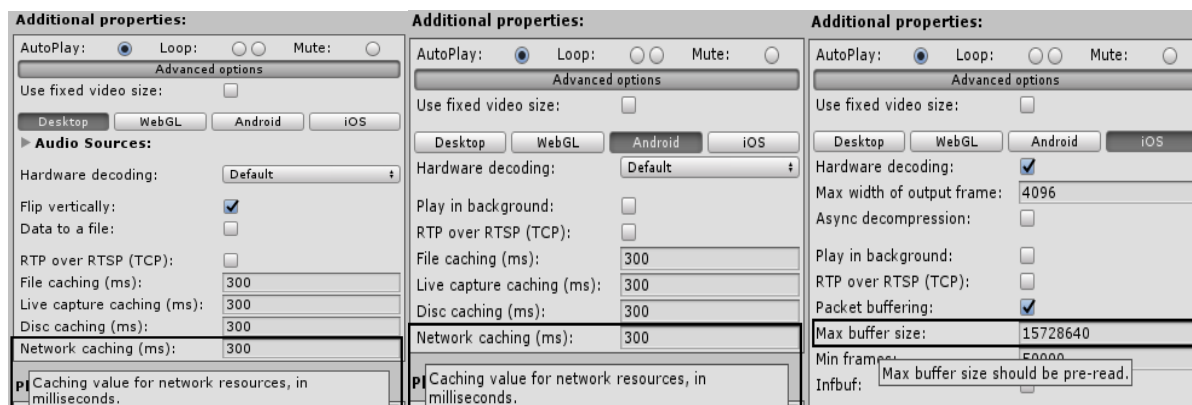 Additional properties:
AutoPlay: Loop: Mute:
Advanced options
Use fixed video size:
Desktop WebGL Android iOS
Audio Sources:
Hardware decoding: Default
Flip vertically:
Data to a file:
RTP over RTSP (TCP):
File caching (ms): 300
Live capture caching (ms): 300
Disc caching (ms): 300
Network caching (ms): 300
Caching value for network resources, in
milliseconds.
Additional properties:
AutoPlay: Loop: Mute:
Advanced options
Use fixed video size:
Desktop WebGL Android iOS
Hardware decoding: Default
Play in background:
RTP over RTSP (TCP):
File caching (ms): 300
Live capture caching (ms): 300
Disc caching (ms): 300
Network caching (ms): 300
Caching value for network resources, in
milliseconds.
Additional properties:
AutoPlay: Loop: Mute:
Advanced options
Use fixed video size:
Desktop WebGL Android iOS
Hardware decoding:
Max width of output frame: 4096
Async decompression:
Play in background:
RTP over RTSP (TCP):
Packet buffering:
Max buffer size: 15728640
Min frames: 50000
Max buffer size should be pre-read.
Infbuf: